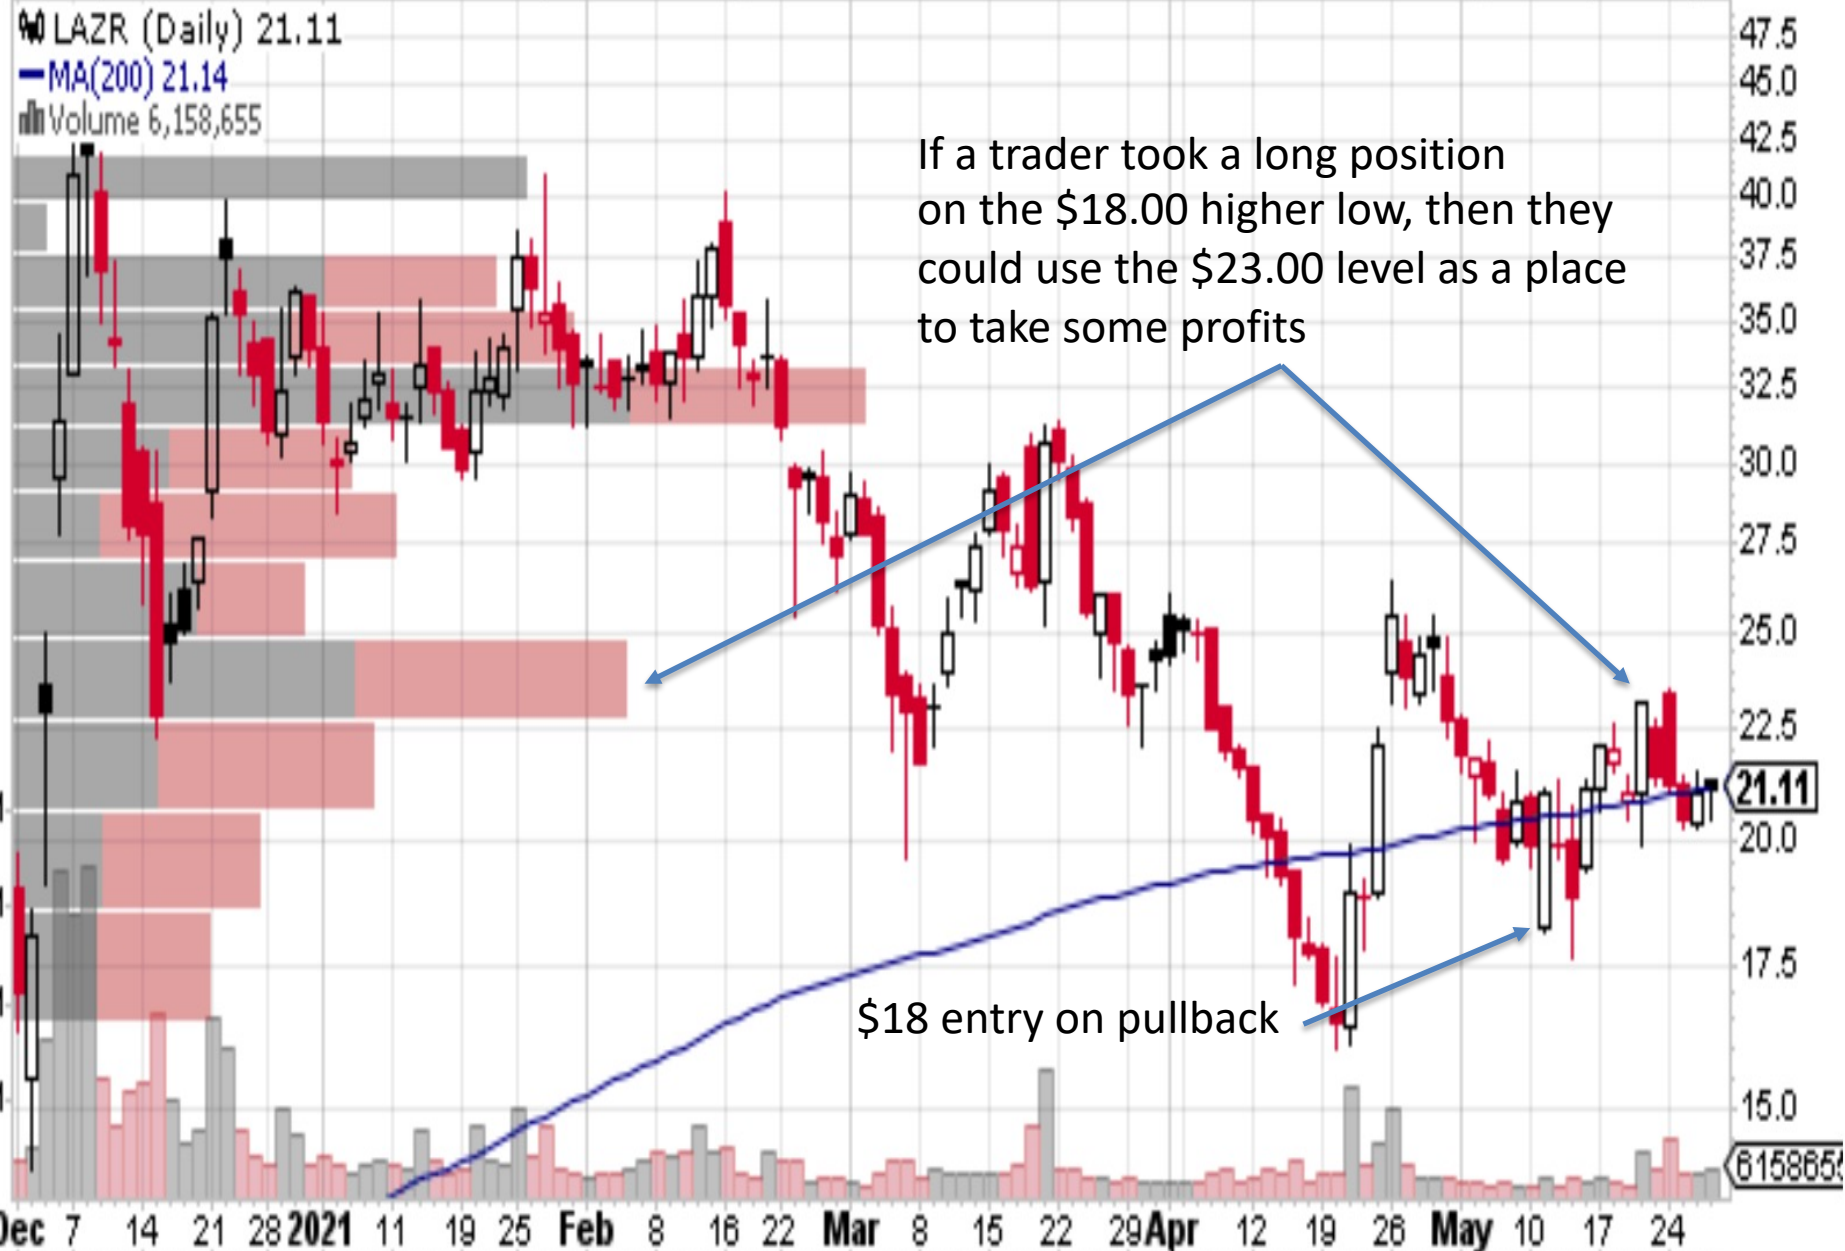 LAZR (Daily) 21.11
MA(200) 21.14
Volume 6,158,655
If a trader took a long position
on the $18.00 higher low, then they
could use the $23.00 level as a place
to take some profits
$18 entry on pullback
47.5
45.0
42.5
40.0
37.5
35.0
32.5
30.0
27.5
25.0
22.5
21.11
20.0
17.5
15.0
6158655
Dec 7 14 21 28 2021 11 19 25 Feb 8 16 22 Mar 8 15 22 29 Apr 12 19 26 May 10 17 24